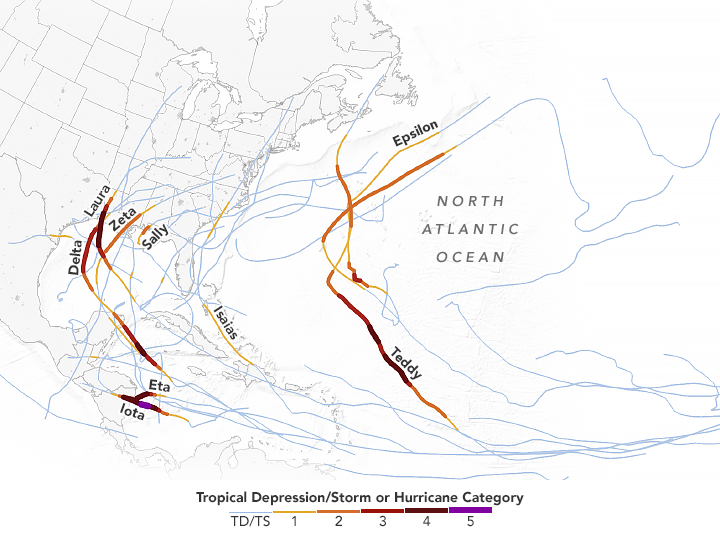 Epsilon
Laura
Zeta
Sally
Delta
NORTH
ATLANTIC
OCEAN
Isaias
Teddy
Eta
Iota
Tropical Depression/Storm or Hurricane Category
TD/TS 1 2 3 4 5